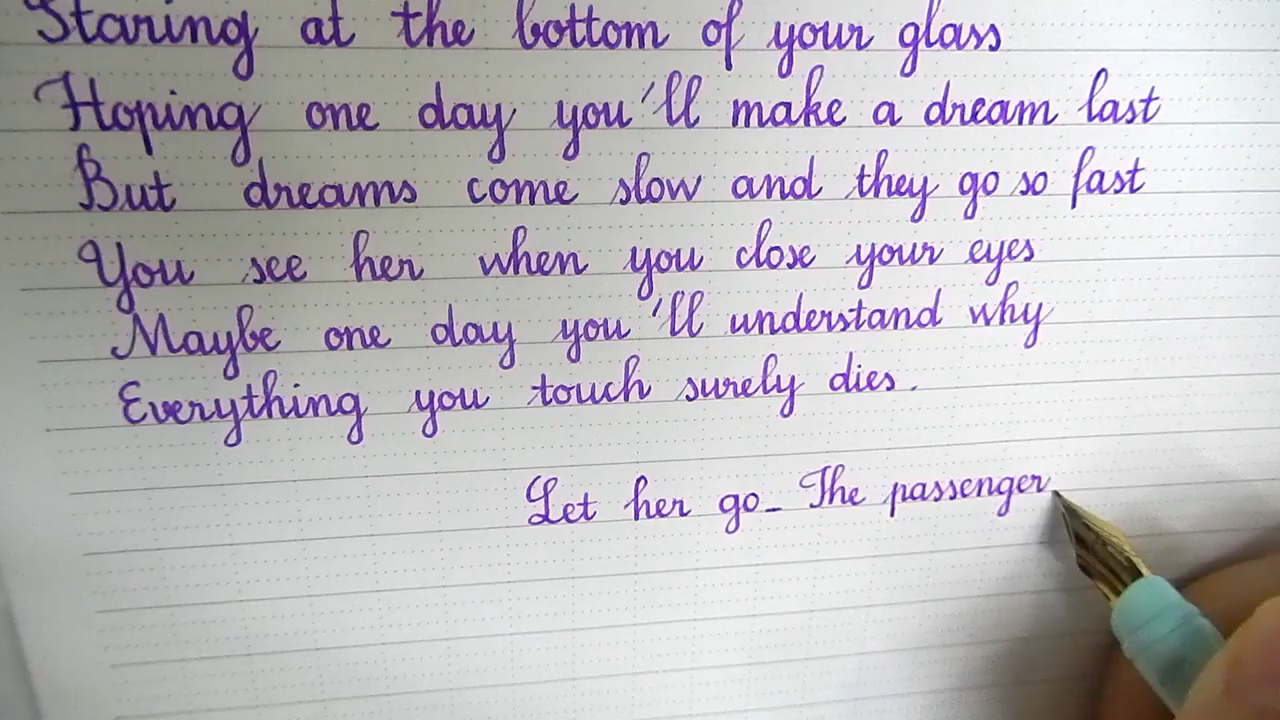 Staring at the bottom of your glass
Hoping one day you'll make a dream last
But dreams come slow and they go so fast
You see her when you close your eyes
Maybe one day you'll understand why
Everything you touch surely dies.
Let her go_ The passenger